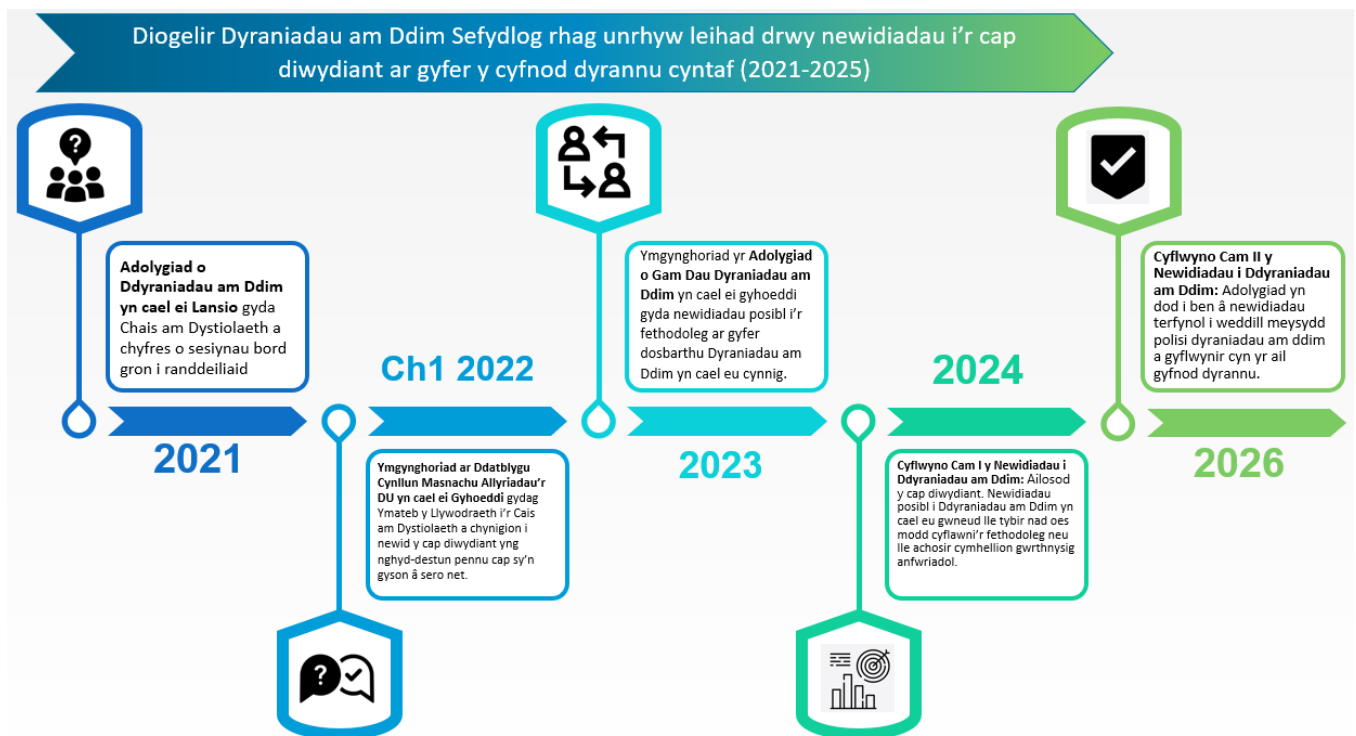 Diogelir Dyraniadau am Ddim Sefydlog rhag unrhyw leihad drwy newidiadau i'r cap
diwydiant ar gyfer y cyfnod dyrannu cyntaf (2021-2025)
?
Adolygiad o
Ddyraniadau am Ddim
yn cael ei Lansio gyda
Chais am Dystiolaeth a
chyfres o sesiynau bord
gron i randdeiliaid
2021
Ch1 2022
Ymgynghoriad ar Ddatblygu
Cynllun Masnachu Allyriadau'r
DU yn cael ei Gyhoeddi gydag
Ymateb y Llywodraeth i'r Cais
am Dystiolaeth a chynigion i
newid y cap diwydiant yng
nghyd-destun pennu cap sy'n
gyson â sero net.
?
Ymgynghoriad yr Adolygiad
o Gam Dau Dyraniadau am
Ddim yn cael ei gyhoeddi
gyda newidiadau posibl i'r
fethodoleg ar gyfer
dosbarthu Dyraniadau am
Ddim yn cael eu cynnig.
2023
2024
Cyflwyno Cam I y Newidiadau i
Ddyraniadau am Ddim: Ailosod
y cap diwydiant. Newidiadau
posibl i Ddyraniadau am Ddim yn
cael eu gwneud lle tybir nad oes
modd cyflawni'r fethodoleg neu
lle achosir cymhellion gwrthnysig
anfwriadol.
Cyflwyno Cam II y
Newidiadau i Ddyraniadau
am Ddim: Adolygiad yn
dod i ben â newidiadau
terfynol i weddill meysydd
polisi dyraniadau am ddim
a gyflwynir cyn yr ail
gyfnod dyrannu.
2026